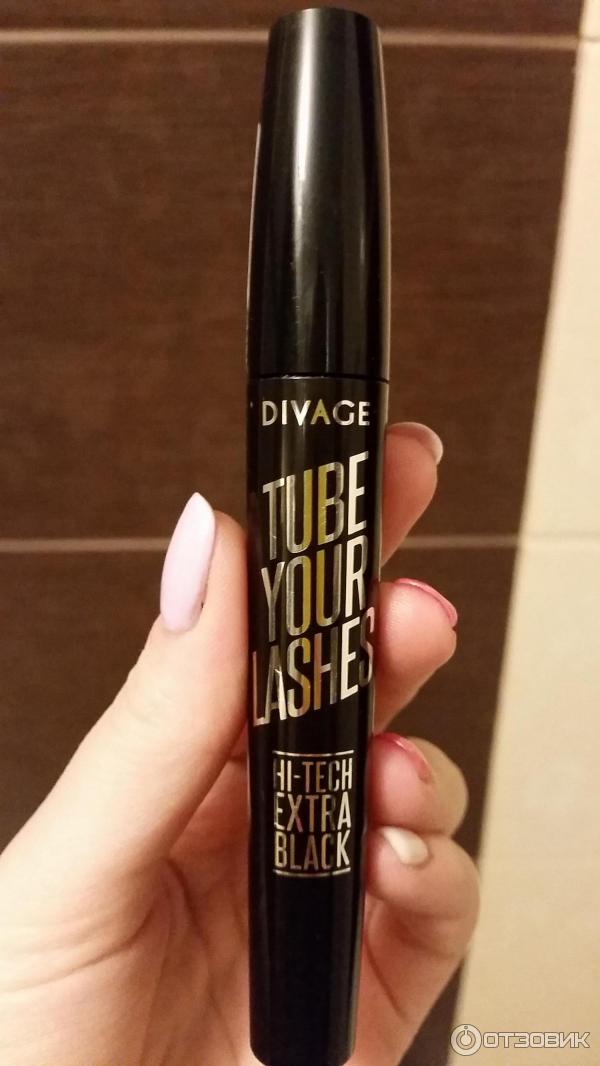 DIVAGE
TUBE
YOUR
LASHES
HI-TECH
EXTRA
BLACK
ОТЗОВИК